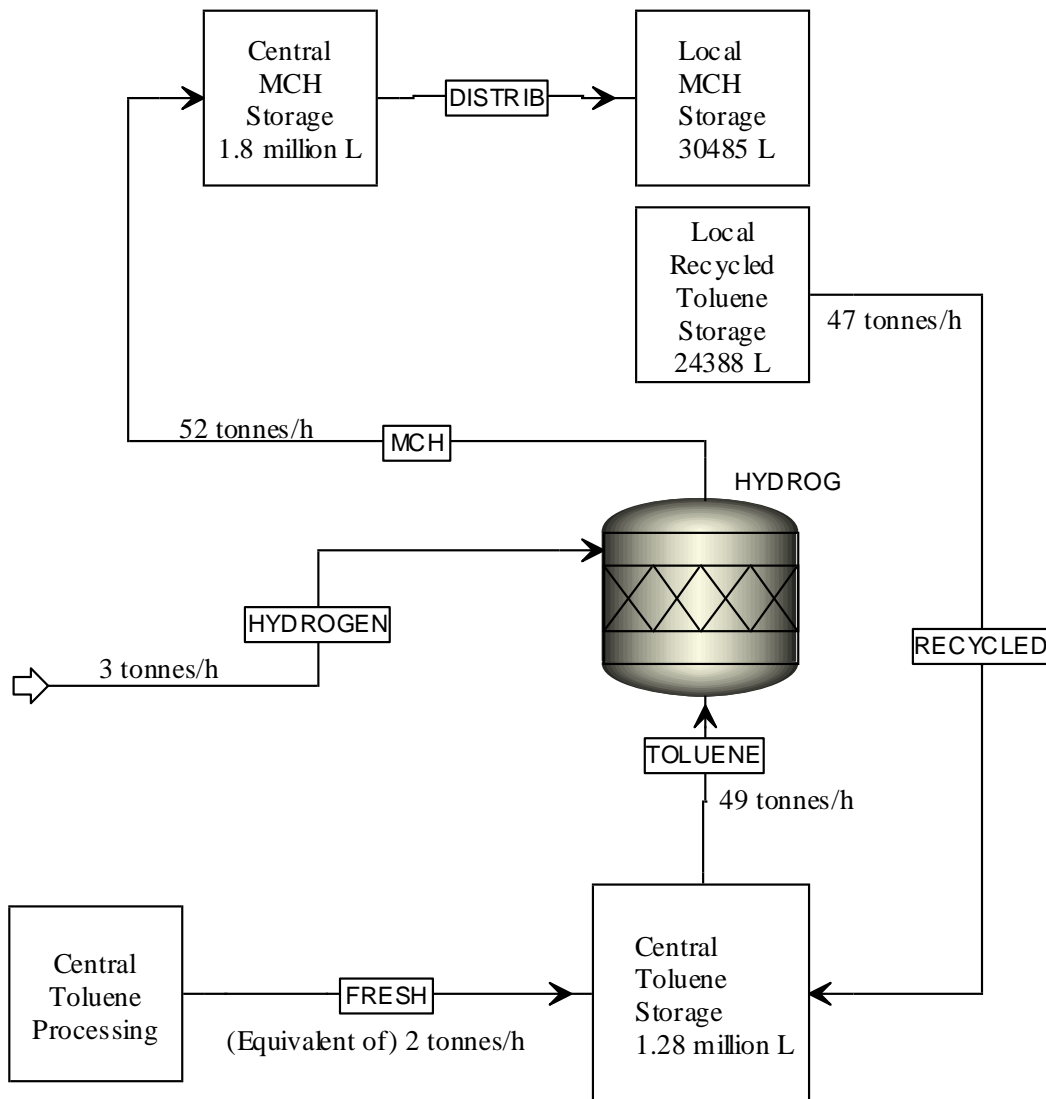 Central
MCH
Storage
1.8 million L
DISTRIB
Local
MCH
Storage
30485 L
Local
Recycled
Toluene
Storage
24388 L
47 tonnes/h
52 tonnes/h
MCH
HYDROG
HYDROGEN
3 tonnes/h
RECYCLED
TOLUENE
49 tonnes/h
Central
Toluene
Processing
FRESH
(Equivalent of) 2 tonnes/h
Central
Toluene
Storage
1.28 million L